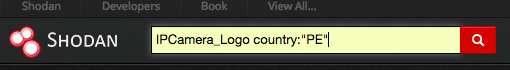 Shodan Developers Book View All...
SHODAN IPCamera_Logo country:"PE"